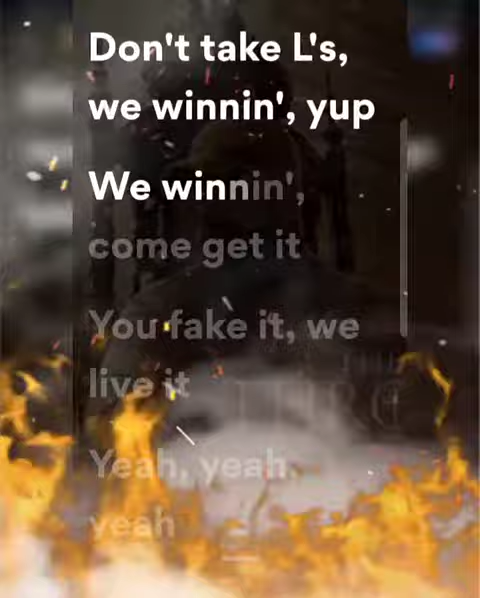 Don't take L's,
we winnin', yup
We winnin',
come get it
You fake it, we
live it
Yeah, yeah,
yeah